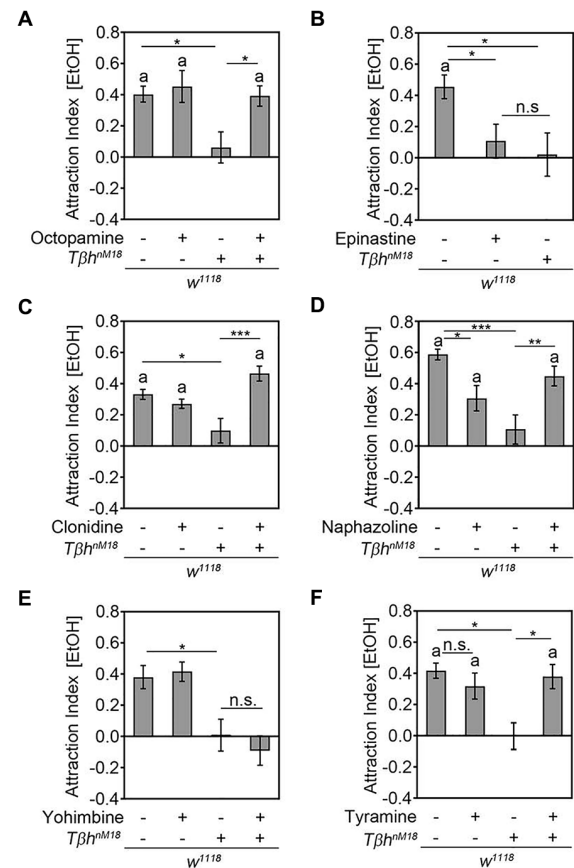 A
Attraction Index [EtOH]
0.8
0.6
0.4
0.2
0.0
-0.2
-0.4
*
*
a a a
Octopamine - + - +
Tβh^nM18 - - + +
w^1118
B
Attraction Index [EtOH]
0.8
0.6
0.4
0.2
0.0
-0.2
-0.4
*
*
n.s
a
Epinastine - + -
Tβh^nM18 - - +
w^1118
C
Attraction Index [EtOH]
0.8
0.6
0.4
0.2
0.0
-0.2
-0.4
***
*
a a a
Clonidine - + - +
Tβh^nM18 - - + +
w^1118
D
Attraction Index [EtOH]
0.8
0.6
0.4
0.2
0.0
-0.2
-0.4
***
* **
a a a
Naphazoline - + - +
Tβh^nM18 - - + +
w^1118
E
Attraction Index [EtOH]
0.8
0.6
0.4
0.2
0.0
-0.2
-0.4
*
n.s.
Yohimbine - + - +
Tβh^nM18 - - + +
w^1118
F
Attraction Index [EtOH]
0.8
0.6
0.4
0.2
0.0
-0.2
-0.4
*
n.s. *
a a a
Tyramine - + - +
Tβh^nM18 - - + +
w^1118